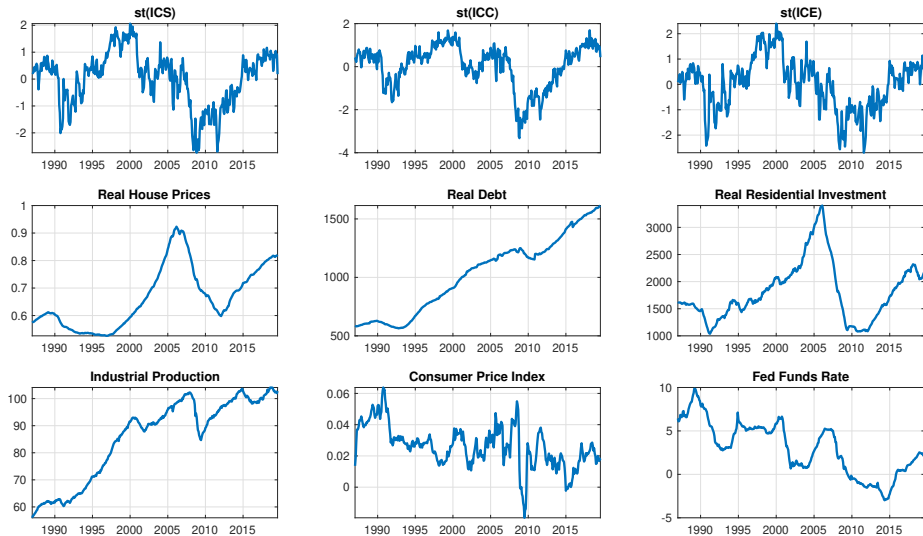 st(ICS)
2
1
0
-1
-2
1990 1995 2000 2005 2010 2015
st(ICC)
2
0
-2
-4
1990 1995 2000 2005 2010 2015
st(ICE)
2
1
0
-1
-2
1990 1995 2000 2005 2010 2015
Real House Prices
1
0.9
0.8
0.7
0.6
1990 1995 2000 2005 2010 2015
Real Debt
1500
1000
500
1990 1995 2000 2005 2010 2015
Real Residential Investment
3000
2500
2000
1500
1000
1990 1995 2000 2005 2010 2015
Industrial Production
100
90
80
70
60
1990 1995 2000 2005 2010 2015
Consumer Price Index
0.06
0.04
0.02
0
1990 1995 2000 2005 2010 2015
Fed Funds Rate
10
5
0
-5
1990 1995 2000 2005 2010 2015